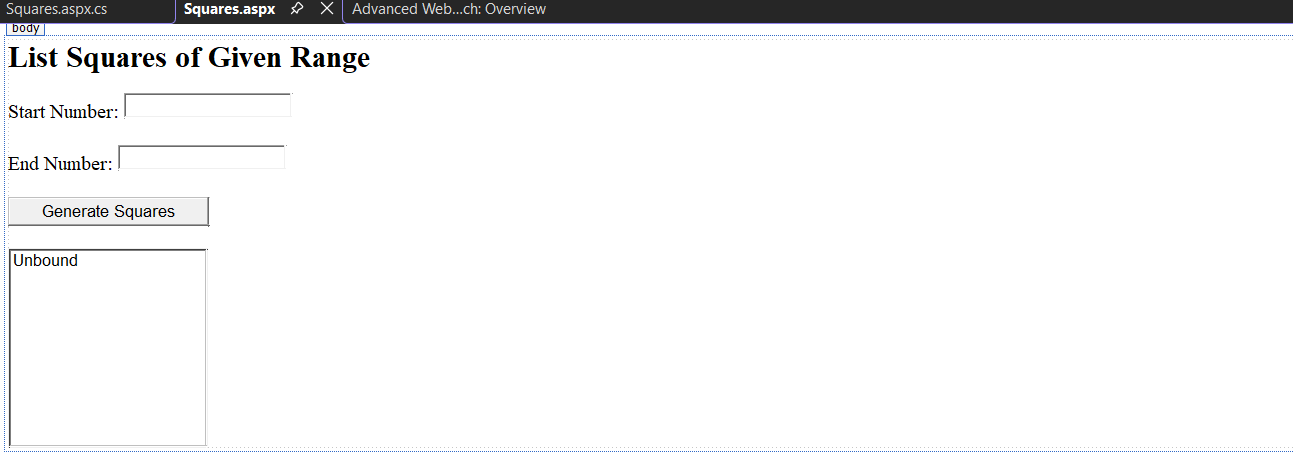 Squares.aspx.cs Squares.aspx Advanced Web...ch: Overview
body
List Squares of Given Range
Start Number:
End Number:
Generate Squares
Unbound